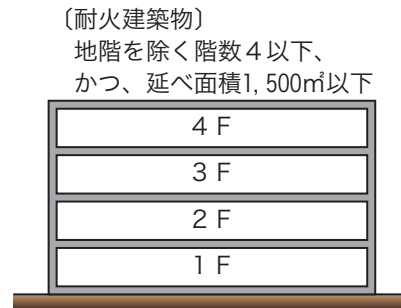 〔耐火建築物〕
地階を除く階数４以下、
かつ、延べ面積1,500㎡以下
４Ｆ
３Ｆ
２Ｆ
１Ｆ